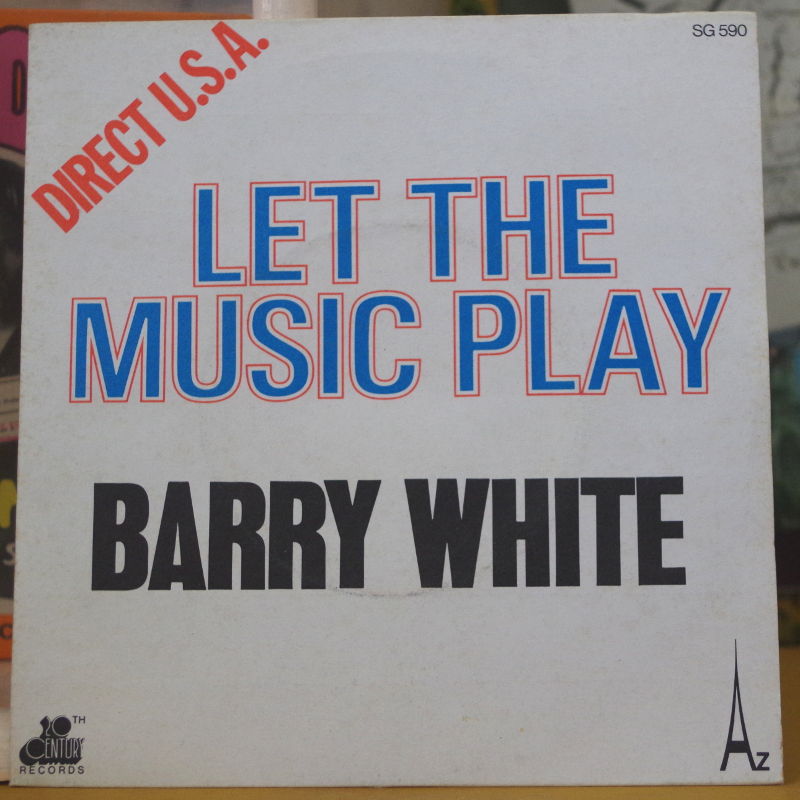 SG 590
DIRECT U.S.A.
LET THE
MUSIC PLAY
BARRY WHITE
20TH
CENTURY
RECORDS
Az